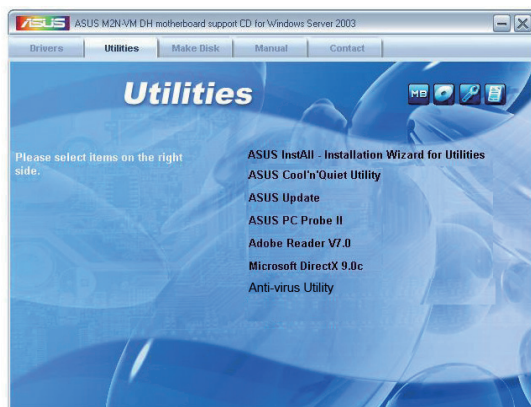 ASUS ASUS M2N-VM DH motherboard support CD for Windows Server 2003
Drivers Utilities Make Disk Manual Contact
Utilities
MB
Please select items on the right
side.
ASUS InstAll - Installation Wizard for Utilities
ASUS Cool'n'Quiet Utility
ASUS Update
ASUS PC Probe II
Adobe Reader V7.0
Microsoft DirectX 9.0c
Anti-virus Utility